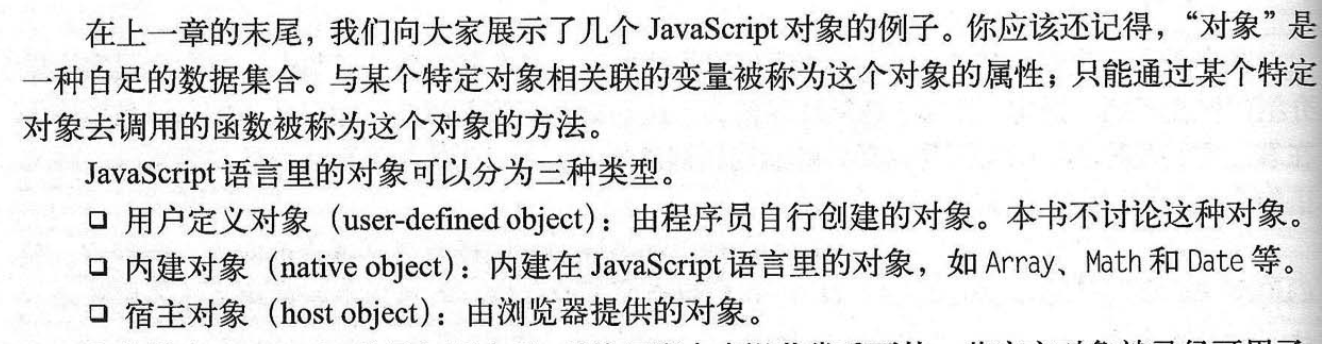 在上一章的末尾，我们向大家展示了几个 JavaScript 对象的例子。你应该还记得，“对象”是
一种自足的数据集合。与某个特定对象相关联的变量被称为这个对象的属性；只能通过某个特定
对象去调用的函数被称为这个对象的方法。
JavaScript 语言里的对象可以分为三种类型。
❑ 用户定义对象（user-defined object）：由程序员自行创建的对象。本书不讨论这种对象。
❑ 内建对象（native object）：内建在 JavaScript 语言里的对象，如 Array、Math 和 Date 等。
❑ 宿主对象（host object）：由浏览器提供的对象。